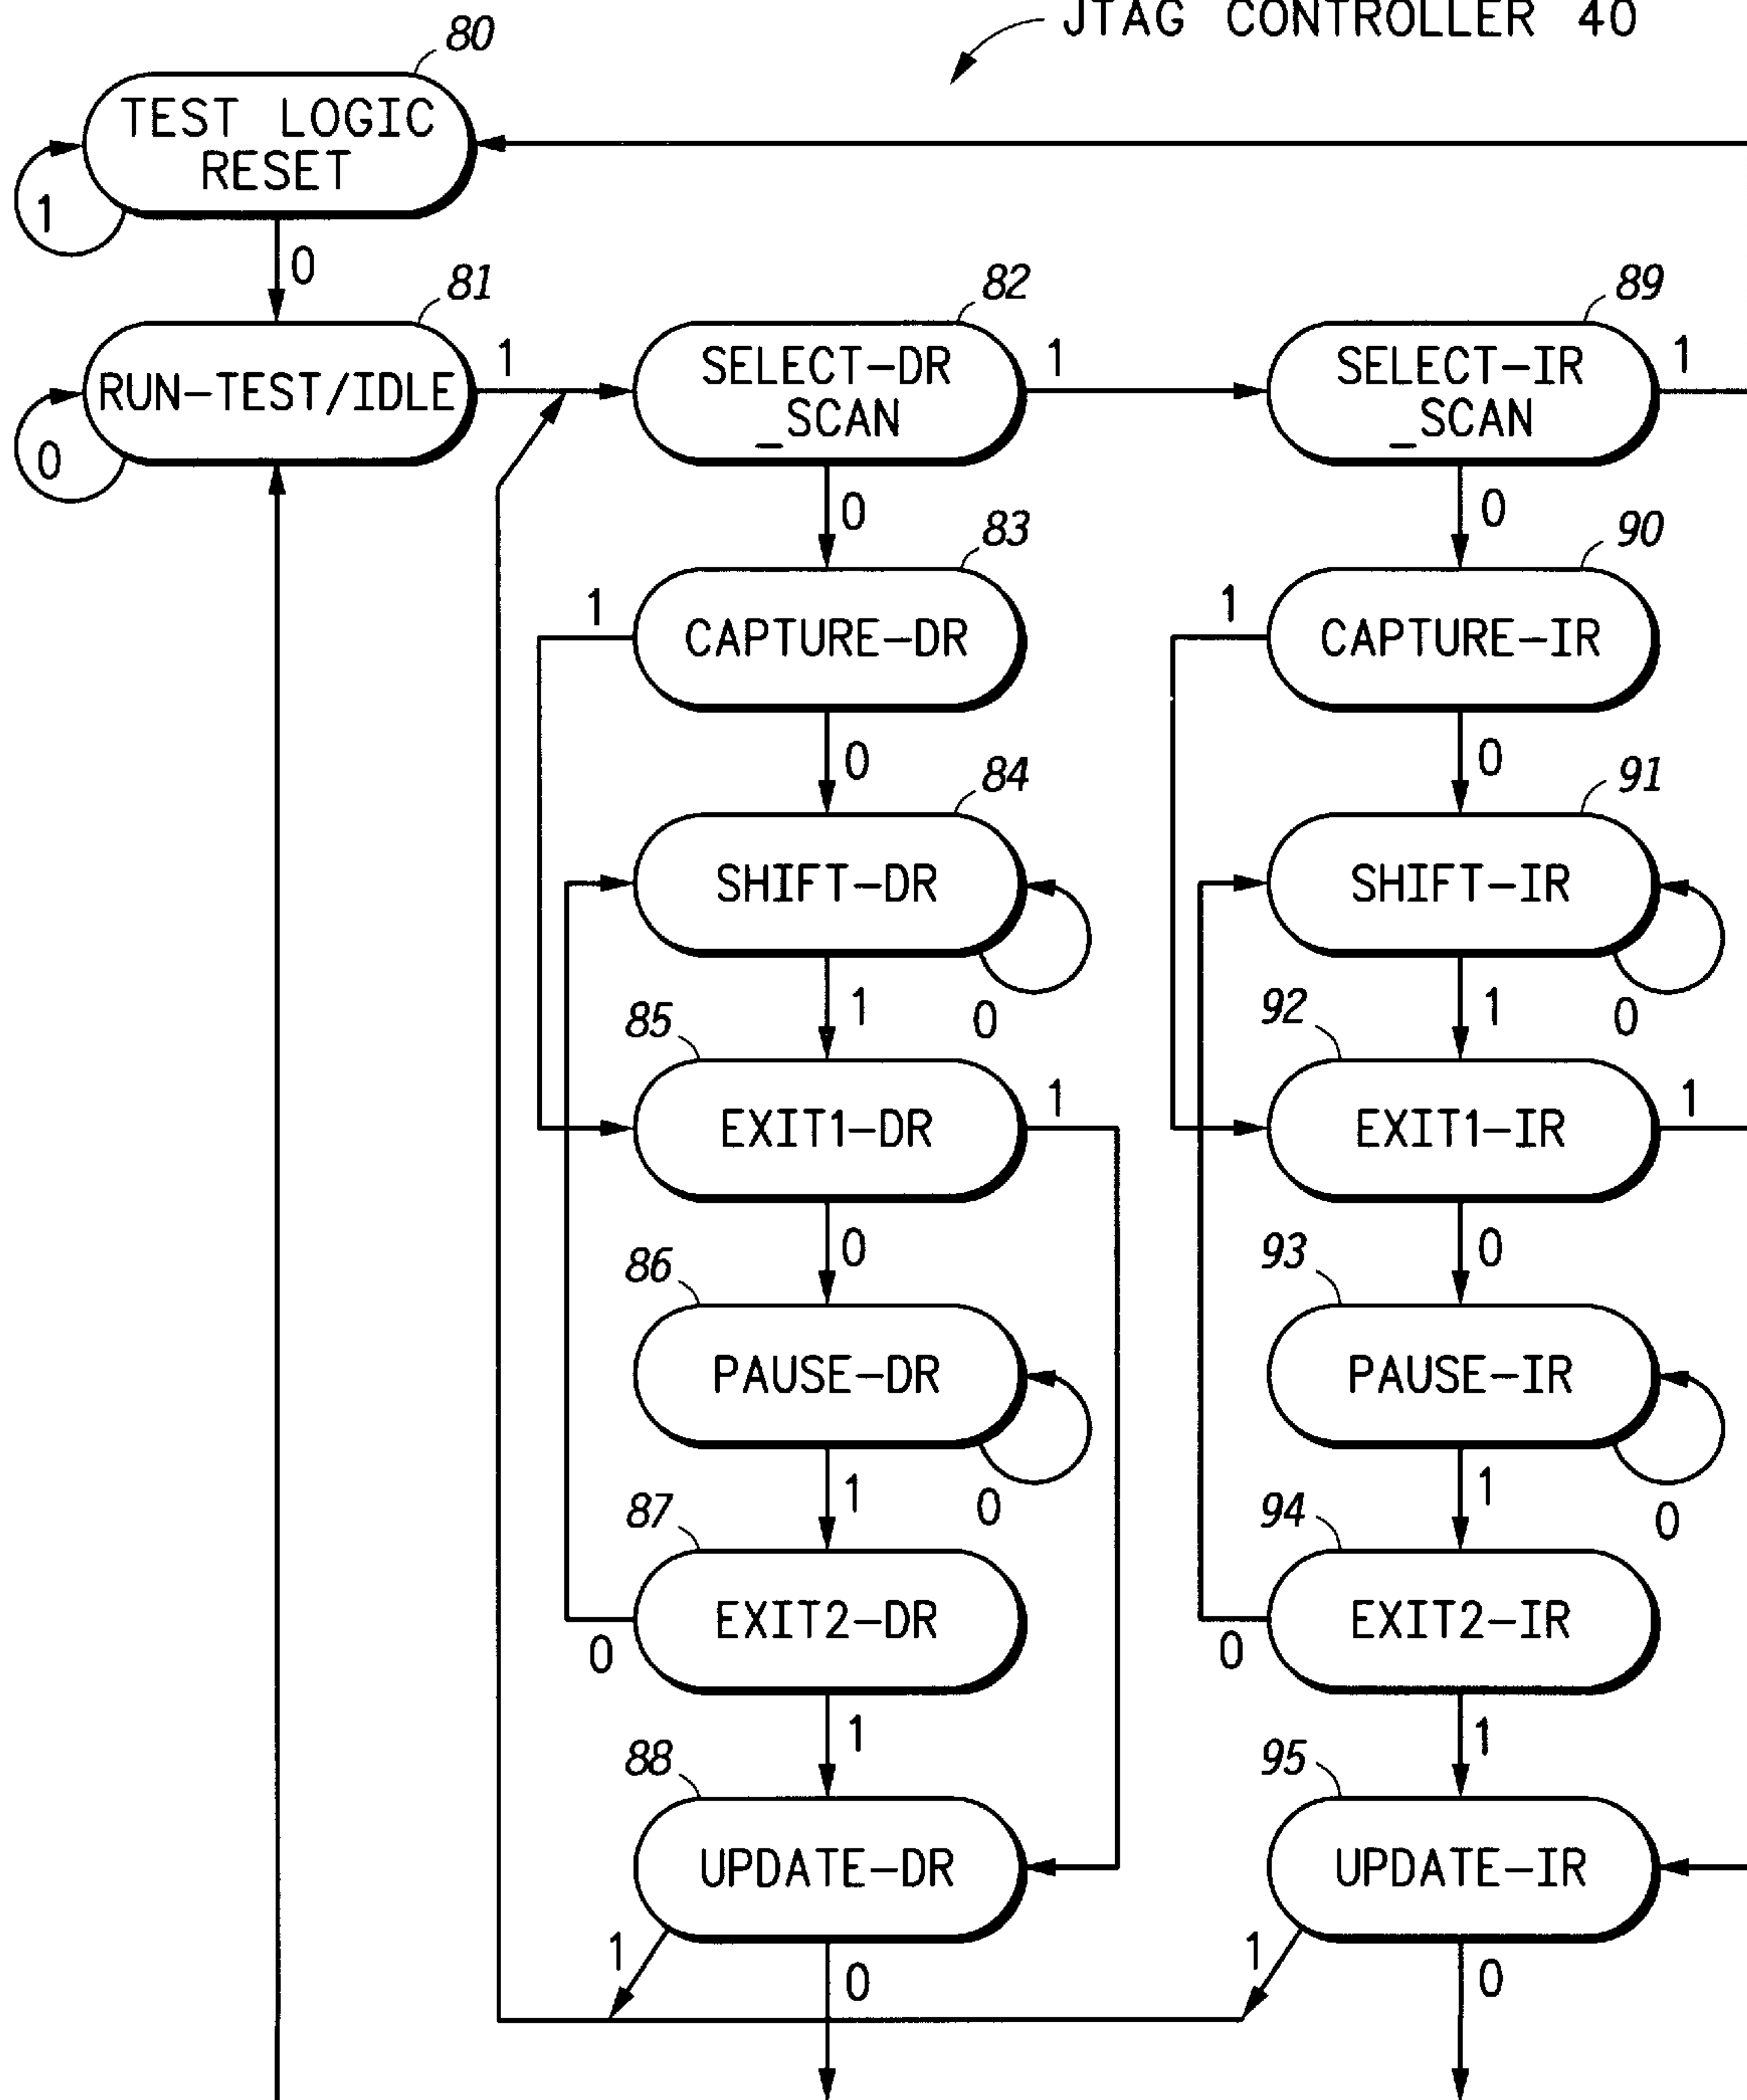 JTAG CONTROLLER 40
80
TEST LOGIC
RESET
1
0
81
RUN-TEST/IDLE
1
0
82
SELECT-DR
_SCAN
1
0
89
SELECT-IR
_SCAN
1
0
83
CAPTURE-DR
1
0
90
CAPTURE-IR
1
0
84
SHIFT-DR
1
0
91
SHIFT-IR
1
0
85
EXIT1-DR
1
0
92
EXIT1-IR
1
0
86
PAUSE-DR
1
0
93
PAUSE-IR
1
0
87
EXIT2-DR
0
1
94
EXIT2-IR
0
1
88
UPDATE-DR
1
0
95
UPDATE-IR
1
0